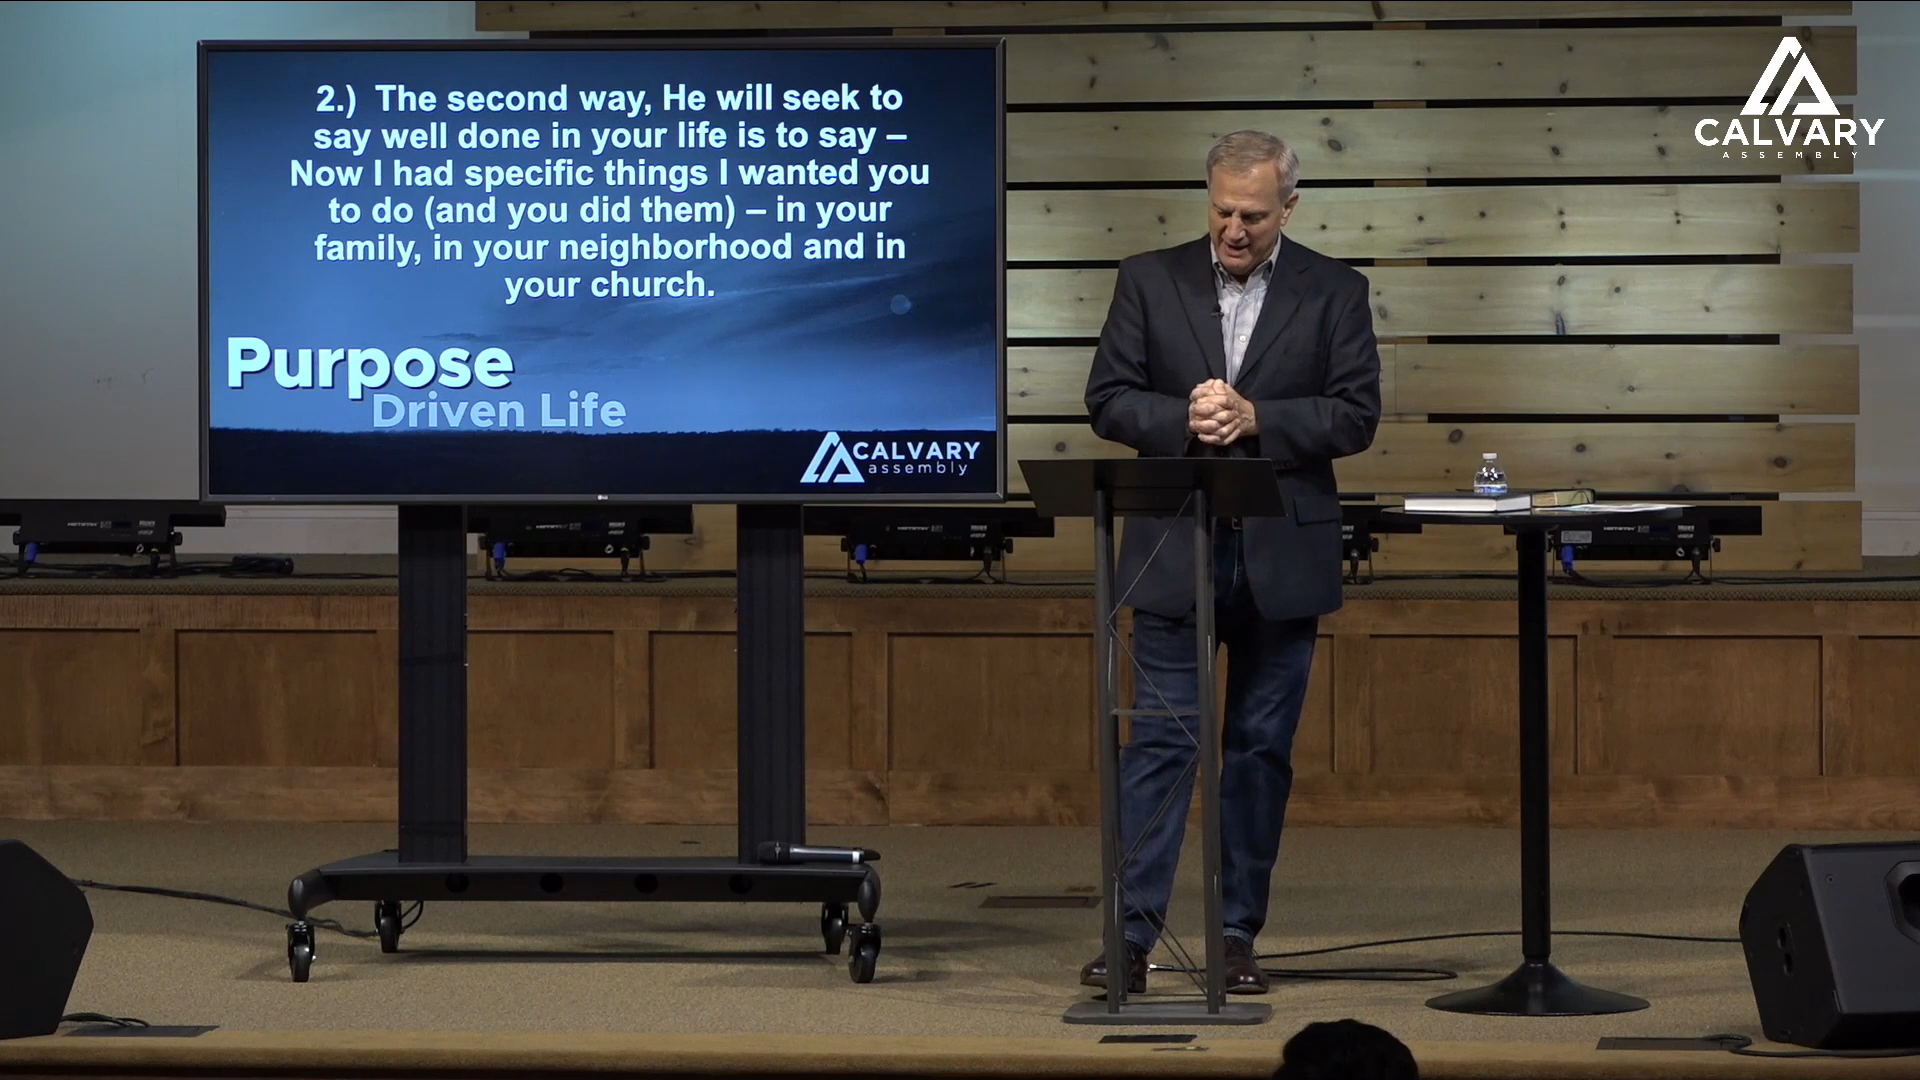 2.) The second way, He will seek to
say well done in your life is to say –
Now I had specific things I wanted you
to do (and you did them) – in your
family, in your neighborhood and in
your church.
Purpose
Driven Life
CALVARY
assembly
CALVARY
ASSEMBLY
LG